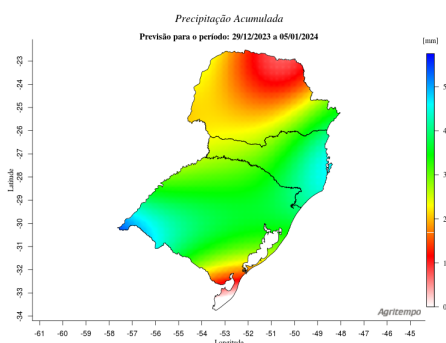 Precipitação Acumulada
Previsão para o período: 29/12/2023 a 05/01/2024
[mm]
-23
-24
-25
-26
-27
-28
-29
-30
-31
-32
-33
-34
Latitude
-61 -60 -59 -58 -57 -56 -55 -54 -53 -52 -51 -50 -49 -48 -47 -46 -45
Longitude
Agritempo